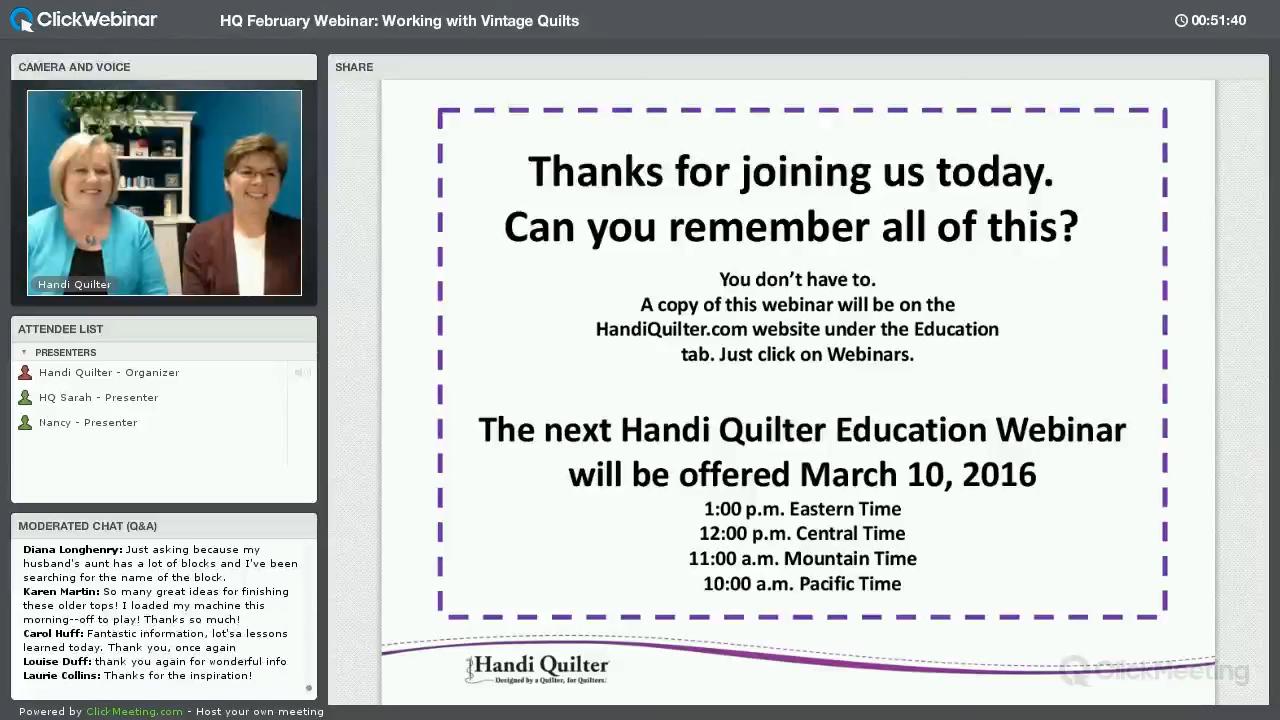 ClickWebinar
HQ February Webinar: Working with Vintage Quilts
00:51:40
CAMERA AND VOICE
Handi Quilter
ATTENDEE LIST
PRESENTERS
Handi Quilter - Organizer
HQ Sarah - Presenter
Nancy - Presenter
MODERATED CHAT (Q&A)
Diana Longhenry: Just asking because my
husband's aunt has a lot of blocks and I've been
searching for the name of the block.
Karen Martin: So many great ideas for finishing
these older tops! I loaded my machine this
morning--off to play! Thanks so much!
Carol Huff: Fantastic information, lot'sa lessons
learned today. Thank you, once again
Louise Duff: thank you again for wonderful info
Laurie Collins: Thanks for the inspiration!
Powered by ClickMeeting.com - Host your own meeting
SHARE
Thanks for joining us today.
Can you remember all of this?
You don't have to.
A copy of this webinar will be on the
HandiQuilter.com website under the Education
tab. Just click on Webinars.
The next Handi Quilter Education Webinar
will be offered March 10, 2016
1:00 p.m. Eastern Time
12:00 p.m. Central Time
11:00 a.m. Mountain Time
10:00 a.m. Pacific Time
Handi Quilter
Designed by a Quilter, for Quilters.
ClickMeeting